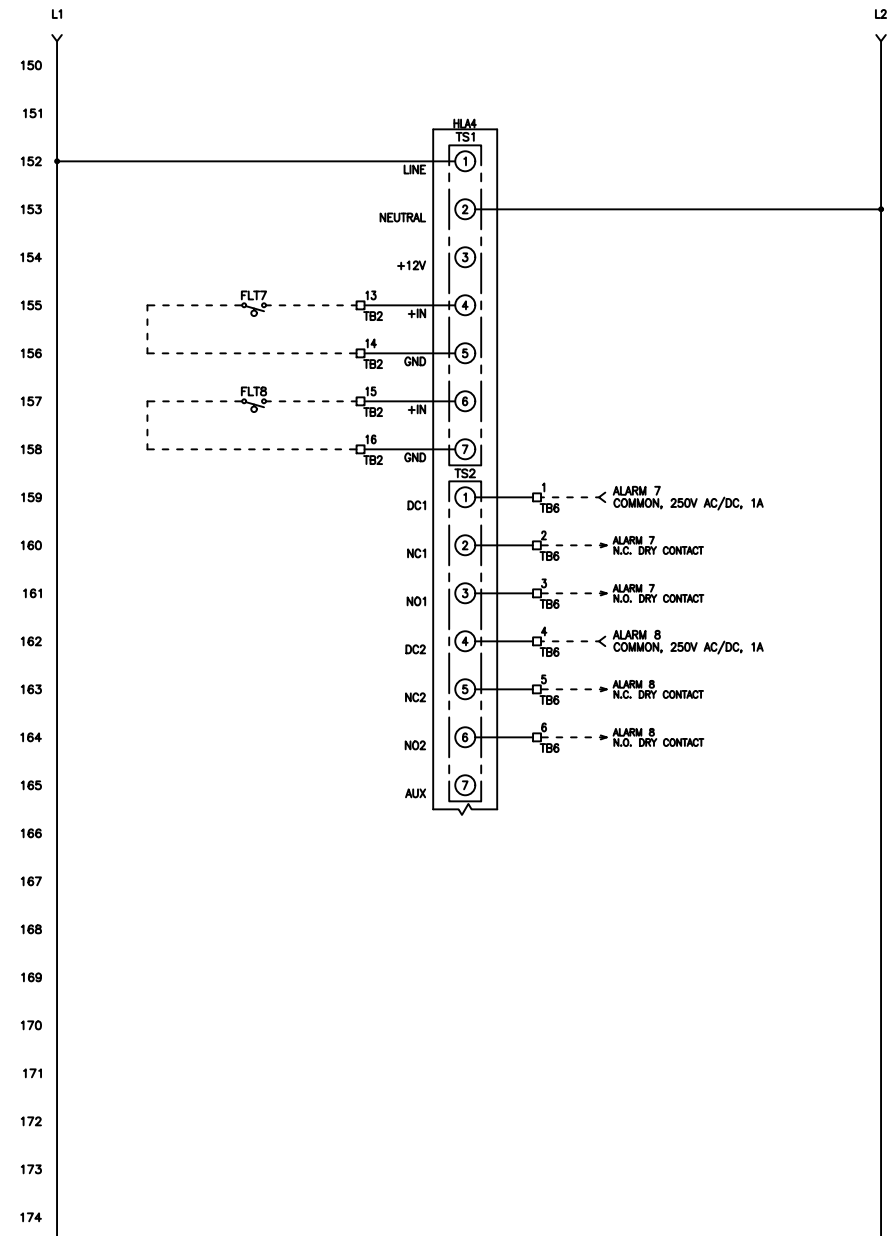 L1
L2
150
151
HLA4
TS1
152
1
LINE
153
2
NEUTRAL
154
3
+12V
FLT7
13
155
4
TB2
+IN
14
156
5
TB2
GND
FLT8
15
157
6
TB2
+IN
16
158
7
TB2
GND
TS2
159
1
1
ALARM 7
DC1
TB6
COMMON, 250V AC/DC, 1A
160
2
2
ALARM 7
NC1
TB6
N.C. DRY CONTACT
161
3
3
ALARM 7
NO1
TB6
N.O. DRY CONTACT
162
4
4
ALARM 8
DC2
TB6
COMMON, 250V AC/DC, 1A
163
5
5
ALARM 8
NC2
TB6
N.C. DRY CONTACT
164
6
6
ALARM 8
NO2
TB6
N.O. DRY CONTACT
165
7
AUX
166
167
168
169
170
171
172
173
174